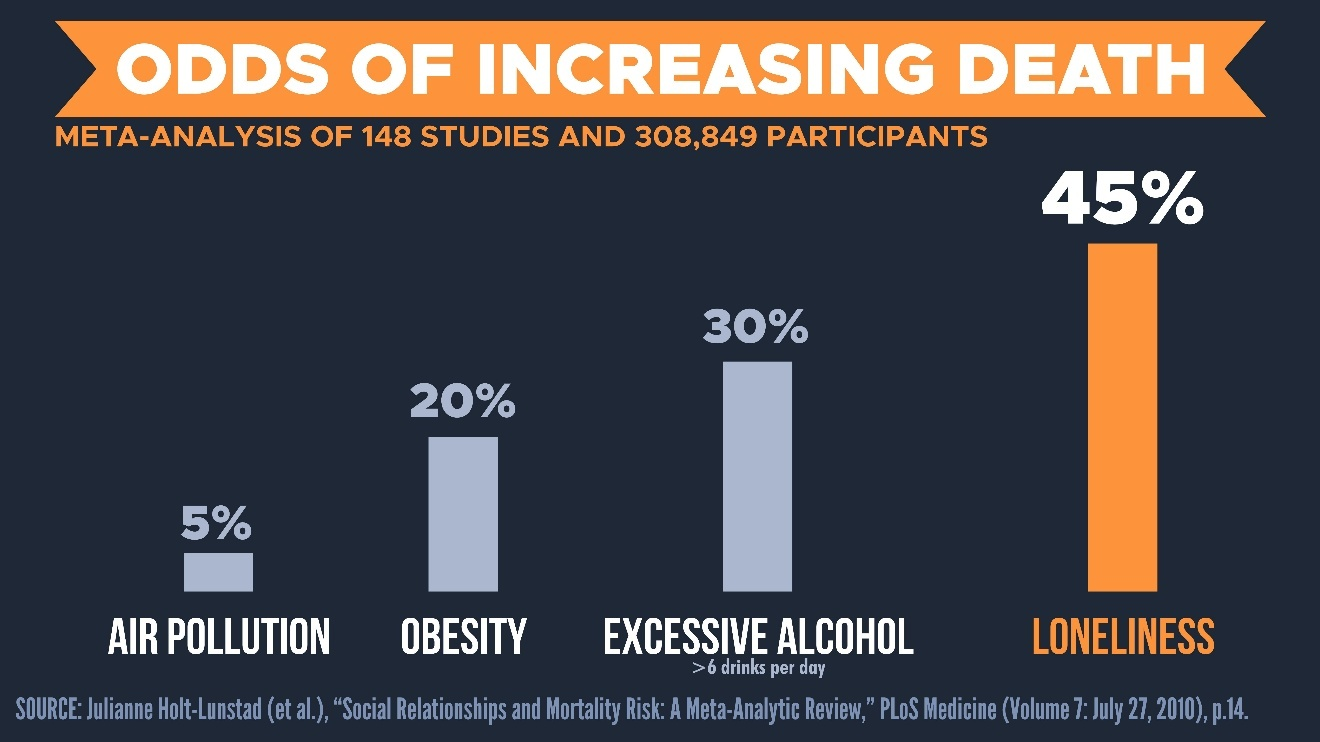 ODDS OF INCREASING DEATH
META-ANALYSIS OF 148 STUDIES AND 308,849 PARTICIPANTS
45%
30%
20%
5%
AIR POLLUTION OBESITY EXCESSIVE ALCOHOL LONELINESS
>6 drinks per day
SOURCE: Julianne Holt-Lunstad (et al.), “Social Relationships and Mortality Risk: A Meta-Analytic Review,” PLoS Medicine (Volume 7: July 27, 2010), p.14.